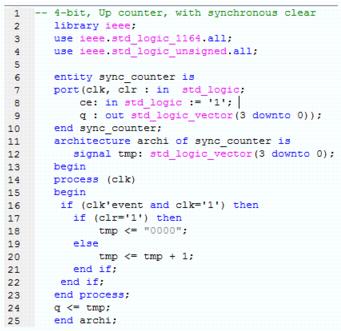 1 -- 4-bit, Up counter, with synchronous clear
2 library ieee;
3 use ieee.std_logic_1164.all;
4 use ieee.std_logic_unsigned.all;
5
6 entity sync_counter is
7 port(clk, clr : in std_logic;
8 ce: in std_logic := '1';
9 q : out std_logic_vector(3 downto 0));
10 end sync_counter;
11 architecture archi of sync_counter is
12 signal tmp: std_logic_vector(3 downto 0);
13 begin
14 process (clk)
15 begin
16 if (clk'event and clk='1') then
17 if (clr='1') then
18 tmp <= "0000";
19 else
20 tmp <= tmp + 1;
21 end if;
22 end if;
23 end process;
24 q <= tmp;
25 end archi;